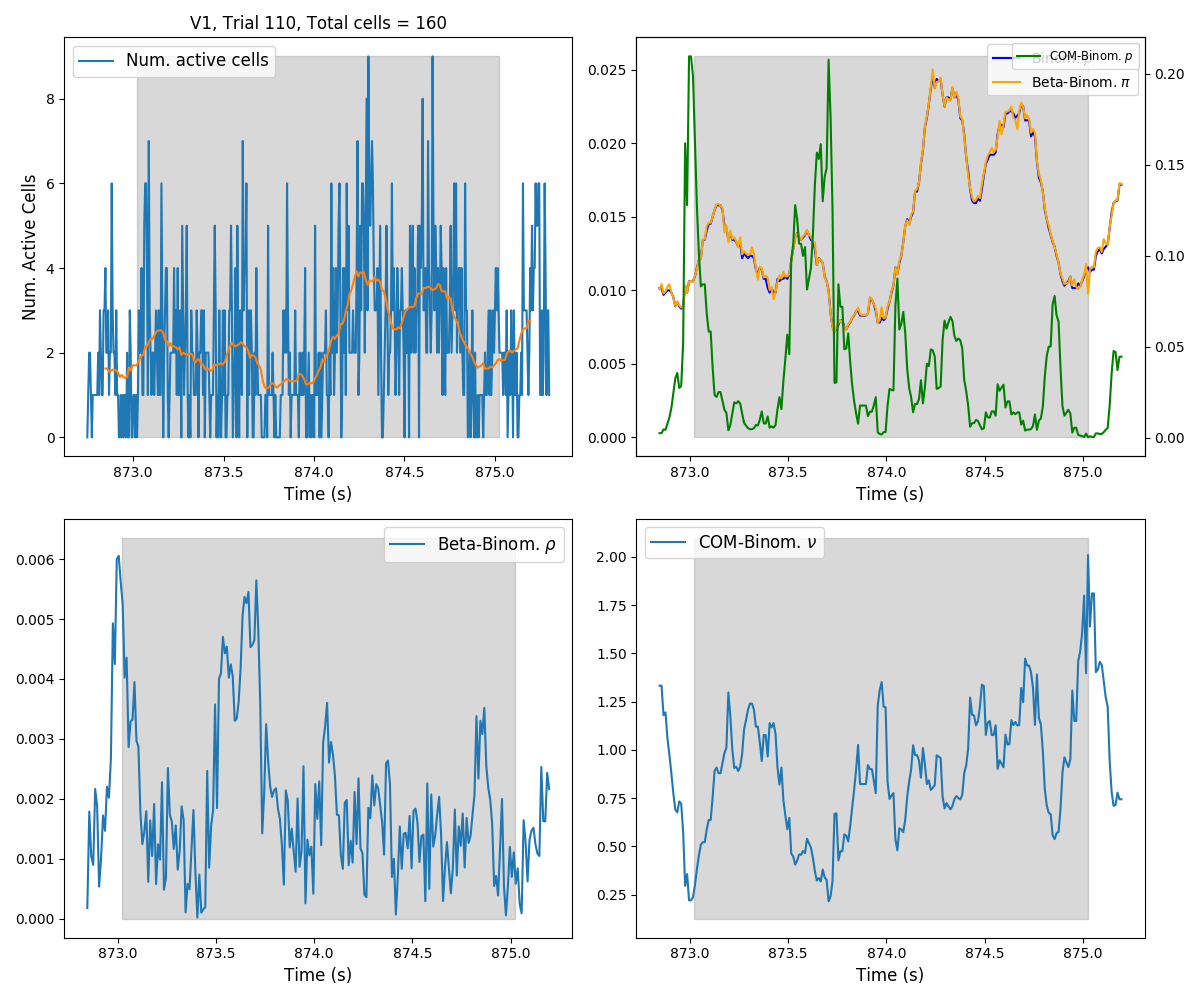 V1, Trial 110, Total cells = 160
Num. active cells
Num. Active Cells
8
6
4
2
0
873.0 873.5 874.0 874.5 875.0
Time (s)
COM-Binom. p
Binom. p
Beta-Binom. π
0.025
0.020
0.015
0.010
0.005
0.000
0.20
0.15
0.10
0.05
0.00
873.0 873.5 874.0 874.5 875.0
Time (s)
Beta-Binom. ρ
0.006
0.005
0.004
0.003
0.002
0.001
0.000
873.0 873.5 874.0 874.5 875.0
Time (s)
COM-Binom. ν
2.00
1.75
1.50
1.25
1.00
0.75
0.50
0.25
873.0 873.5 874.0 874.5 875.0
Time (s)